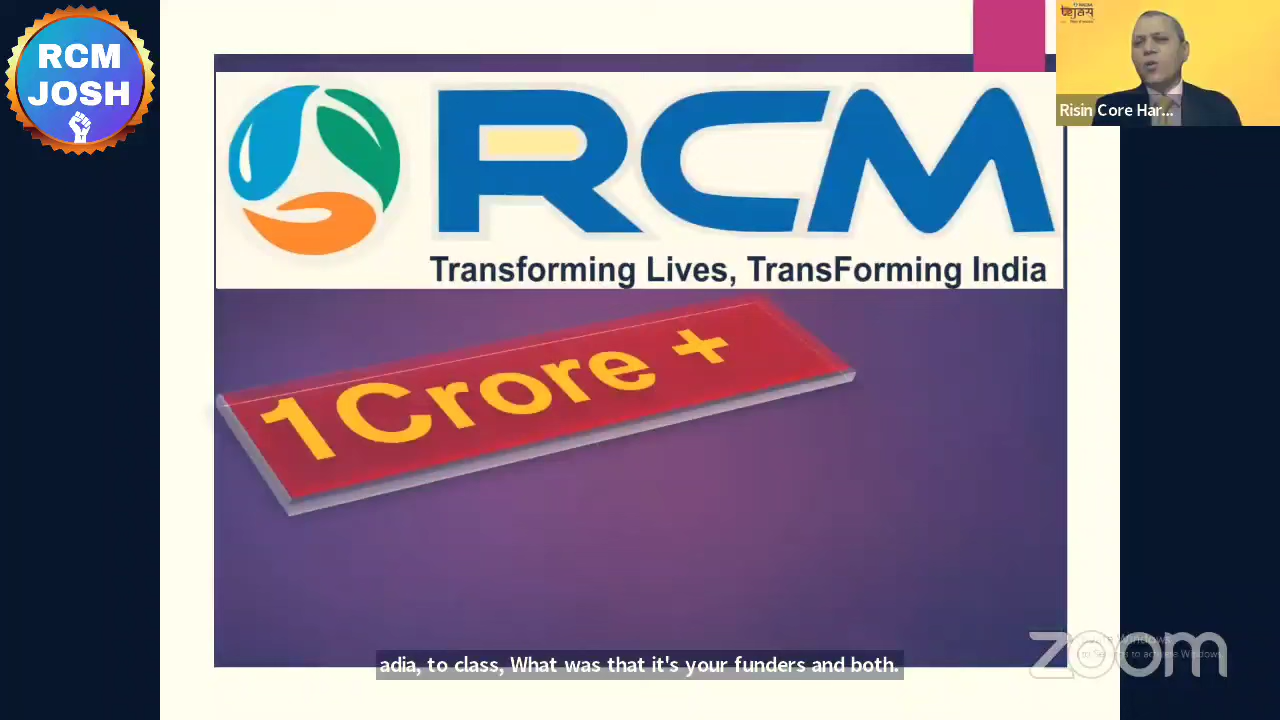 RCM
JOSH
RCM
Transforming Lives, TransForming India
1Crore +
तेजस्व
Risin Core Har...
adia, to class, What was that it's your funders and both.
zoom